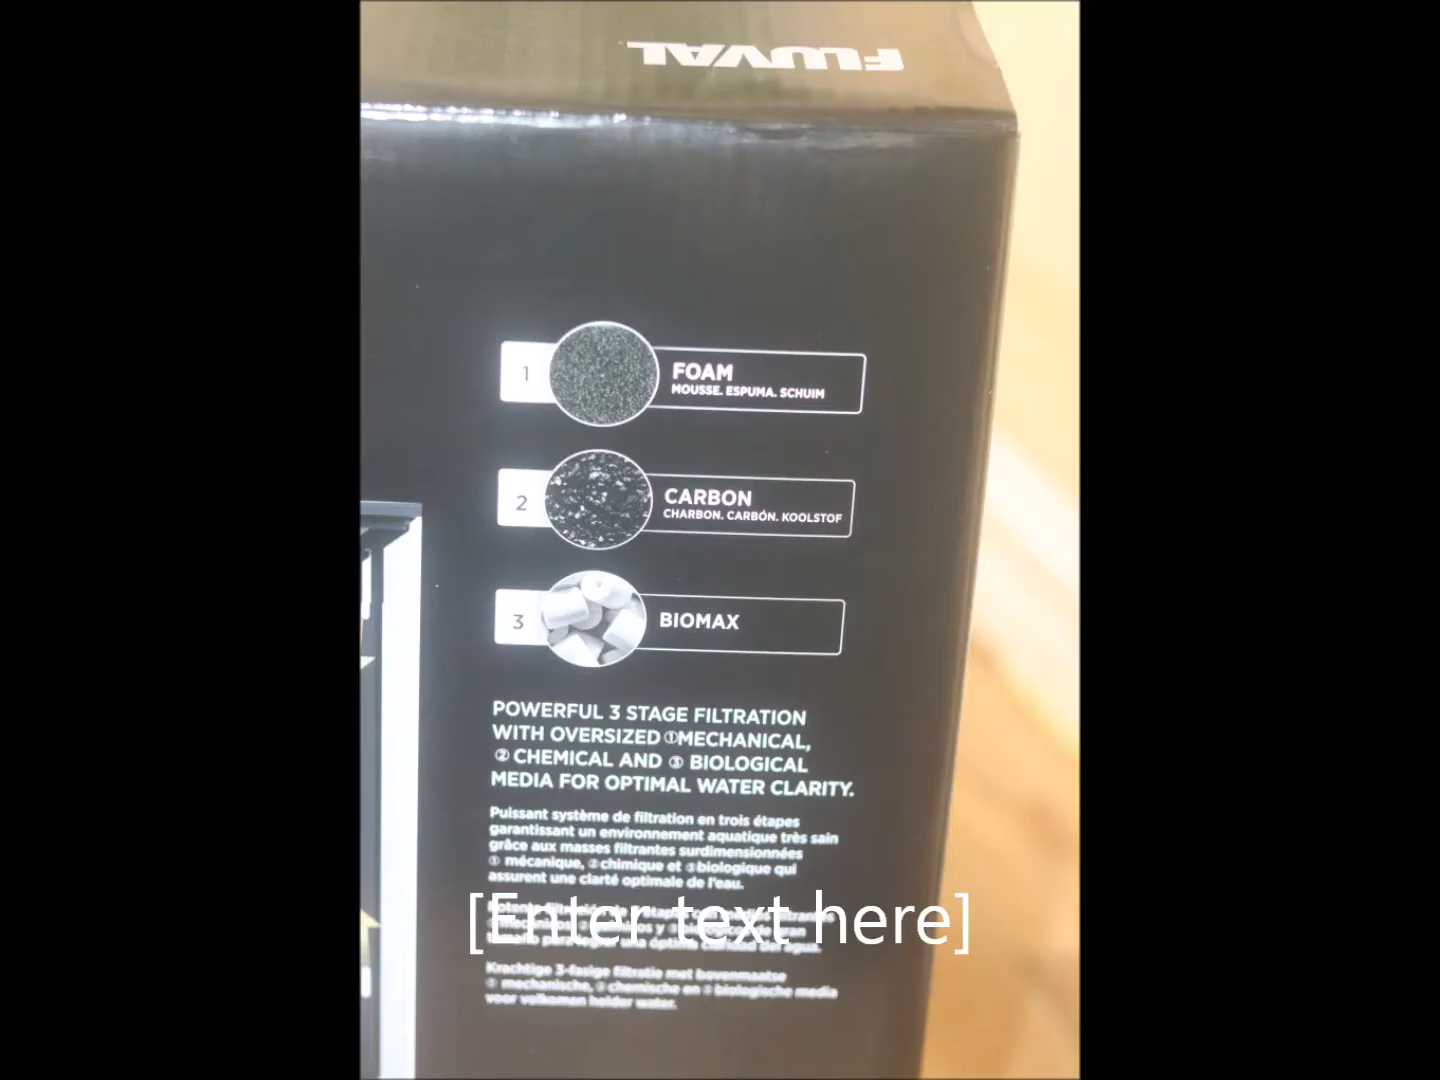 FLUVAL
1
FOAM
MOUSSE. ESPUMA. SCHUIM
2
CARBON
CHARBON. CARBÓN. KOOLSTOF
3
BIOMAX
POWERFUL 3 STAGE FILTRATION
WITH OVERSIZED ①MECHANICAL,
② CHEMICAL AND ③ BIOLOGICAL
MEDIA FOR OPTIMAL WATER CLARITY.
Puissant système de filtration en trois étapes
garantissant un environnement aquatique très sain
grâce aux masses filtrantes surdimensionnées
① mécanique, ②chimique et ③biologique qui
assurent une clarté optimale de l'eau.
[Enter text here]
Krachtige 3-fasige filtratie met bovenmaatse
① mechanische, ② chemische en ③ biologische media
voor volkomen helder water.